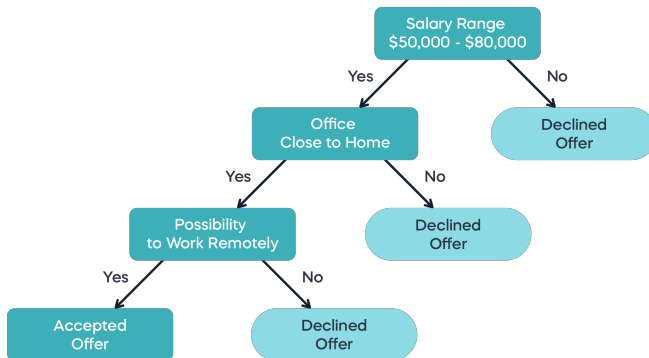 Salary Range
$50,000 - $80,000
Yes
No
Office
Close to Home
Declined
Offer
Yes
No
Possibility
to Work Remotely
Declined
Offer
Yes
No
Accepted
Offer
Declined
Offer